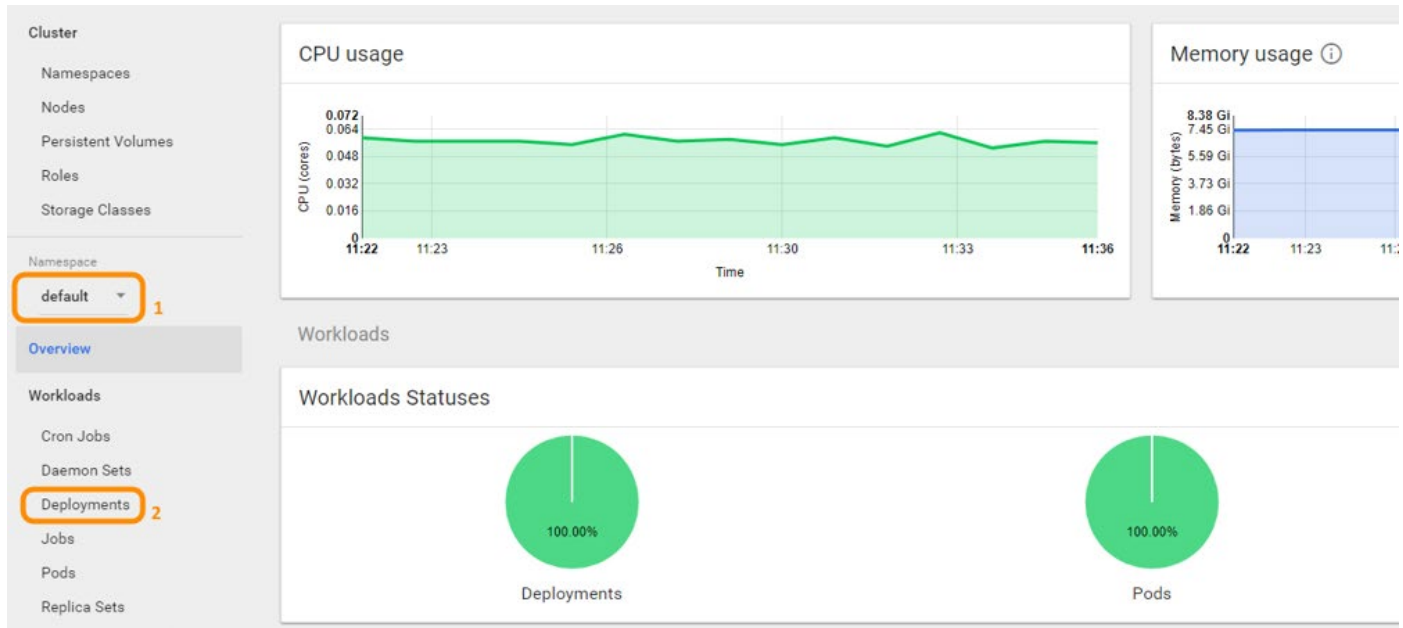 Cluster
Namespaces
Nodes
Persistent Volumes
Roles
Storage Classes
Namespace
default
1
Overview
Workloads
Cron Jobs
Daemon Sets
Deployments
2
Jobs
Pods
Replica Sets
CPU usage
CPU (cores)
0.072
0.064
0.048
0.032
0.016
0
11:22 11:23 11:26 11:30 11:33 11:36
Time
Memory usage
Memory (bytes)
8.38 Gi
7.45 Gi
5.59 Gi
3.73 Gi
1.86 Gi
0
11:22 11:23
Workloads
Workloads Statuses
100.00%
Deployments
100.00%
Pods